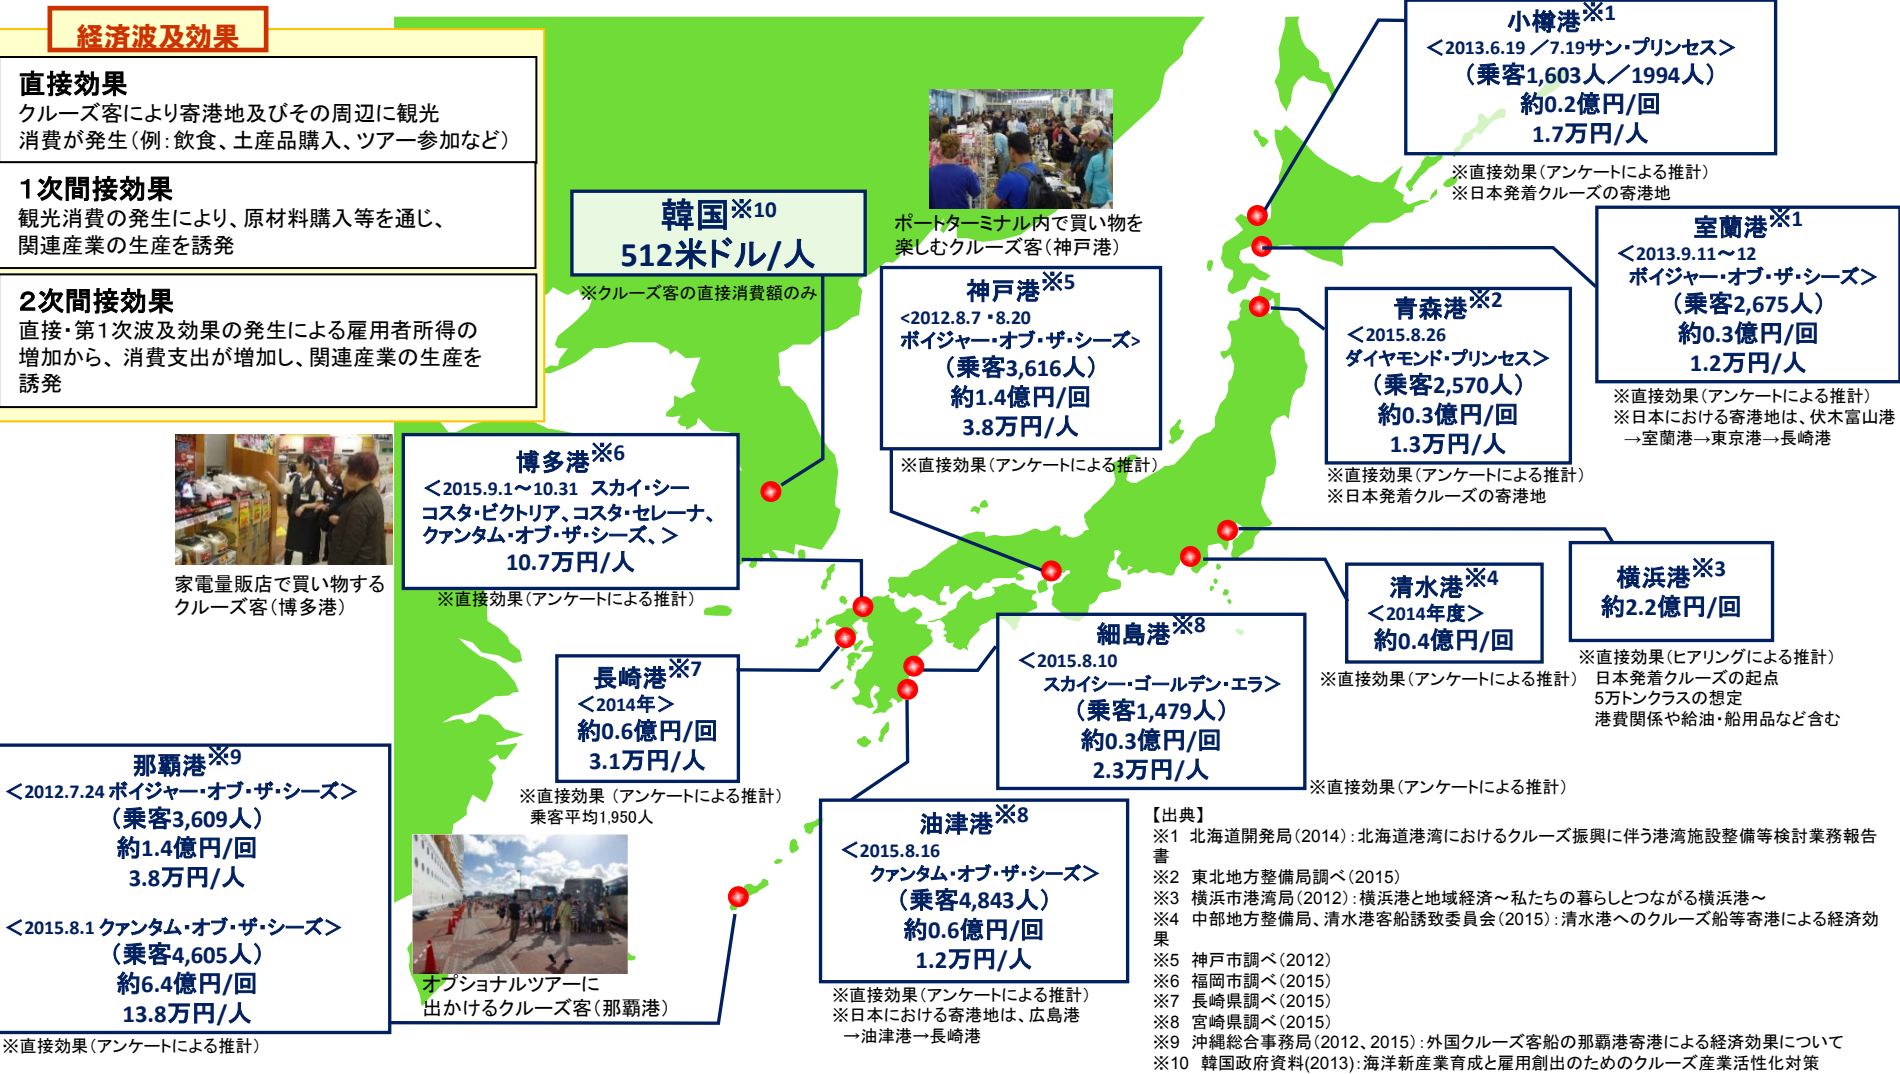 経済波及効果
直接効果
クルーズ客により寄港地及びその周辺に観光
消費が発生(例:飲食、土産品購入、ツアー参加など)
1次間接効果
観光消費の発生により、原材料購入等を通じ、
関連産業の生産を誘発
2次間接効果
直接・第1次波及効果の発生による雇用者所得の
増加から、消費支出が増加し、関連産業の生産を
誘発
小樽港※1
<2013.6.19 /7.19サン・プリンセス>
(乗客1,603人/1994人)
約0.2億円/回
1.7万円/人
※直接効果(アンケートによる推計)
※日本発着クルーズの寄港地
韓国※10
512米ドル/人
※クルーズ客の直接消費額のみ
ポートターミナル内で買い物を
楽しむクルーズ客(神戸港)
室蘭港※1
<2013.9.11~12
ボイジャー・オブ・ザ・シーズ>
(乗客2,675人)
約0.3億円/回
1.2万円/人
※直接効果(アンケートによる推計)
※日本における寄港地は、伏木富山港
→室蘭港→東京港→長崎港
神戸港※5
<2012.8.7 ・8.20
ボイジャー・オブ・ザ・シーズ>
(乗客3,616人)
約1.4億円/回
3.8万円/人
※直接効果(アンケートによる推計)
青森港※2
<2015.8.26
ダイヤモンド・プリンセス>
(乗客2,570人)
約0.3億円/回
1.3万円/人
※直接効果(アンケートによる推計)
※日本発着クルーズの寄港地
博多港※6
<2015.9.1~10.31 スカイ・シー
コスタ・ビクトリア、コスタ・セレーナ、
クァンタム・オブ・ザ・シーズ、>
10.7万円/人
※直接効果(アンケートによる推計)
家電量販店で買い物する
クルーズ客(博多港)
清水港※4
<2014年度>
約0.4億円/回
※直接効果(アンケートによる推計)
横浜港※3
約2.2億円/回
※直接効果(ヒアリングによる推計)
日本発着クルーズの起点
5万トンクラスの想定
港費関係や給油・船用品など含む
長崎港※7
<2014年>
約0.6億円/回
3.1万円/人
※直接効果 (アンケートによる推計)
乗客平均1,950人
細島港※8
<2015.8.10
スカイシー・ゴールデン・エラ>
(乗客1,479人)
約0.3億円/回
2.3万円/人
※直接効果(アンケートによる推計)
那覇港※9
<2012.7.24 ボイジャー・オブ・ザ・シーズ>
(乗客3,609人)
約1.4億円/回
3.8万円/人
<2015.8.1 クァンタム・オブ・ザ・シーズ>
(乗客4,605人)
約6.4億円/回
13.8万円/人
※直接効果(アンケートによる推計)
オプショナルツアーに
出かけるクルーズ客(那覇港)
油津港※8
<2015.8.16
クァンタム・オブ・ザ・シーズ>
(乗客4,843人)
約0.6億円/回
1.2万円/人
※直接効果(アンケートによる推計)
※日本における寄港地は、広島港
→油津港→長崎港
【出典】
※1 北海道開発局(2014):北海道港湾におけるクルーズ振興に伴う港湾施設整備等検討業務報告
書
※2 東北地方整備局調べ(2015)
※3 横浜市港湾局(2012):横浜港と地域経済~私たちの暮らしとつながる横浜港~
※4 中部地方整備局、清水港客船誘致委員会(2015):清水港へのクルーズ船等寄港による経済効
果
※5 神戸市調べ(2012)
※6 福岡市調べ(2015)
※7 長崎県調べ(2015)
※8 宮崎県調べ(2015)
※9 沖縄総合事務局(2012、2015):外国クルーズ客船の那覇港寄港による経済効果について
※10 韓国政府資料(2013):海洋新産業育成と雇用創出のためのクルーズ産業活性化対策